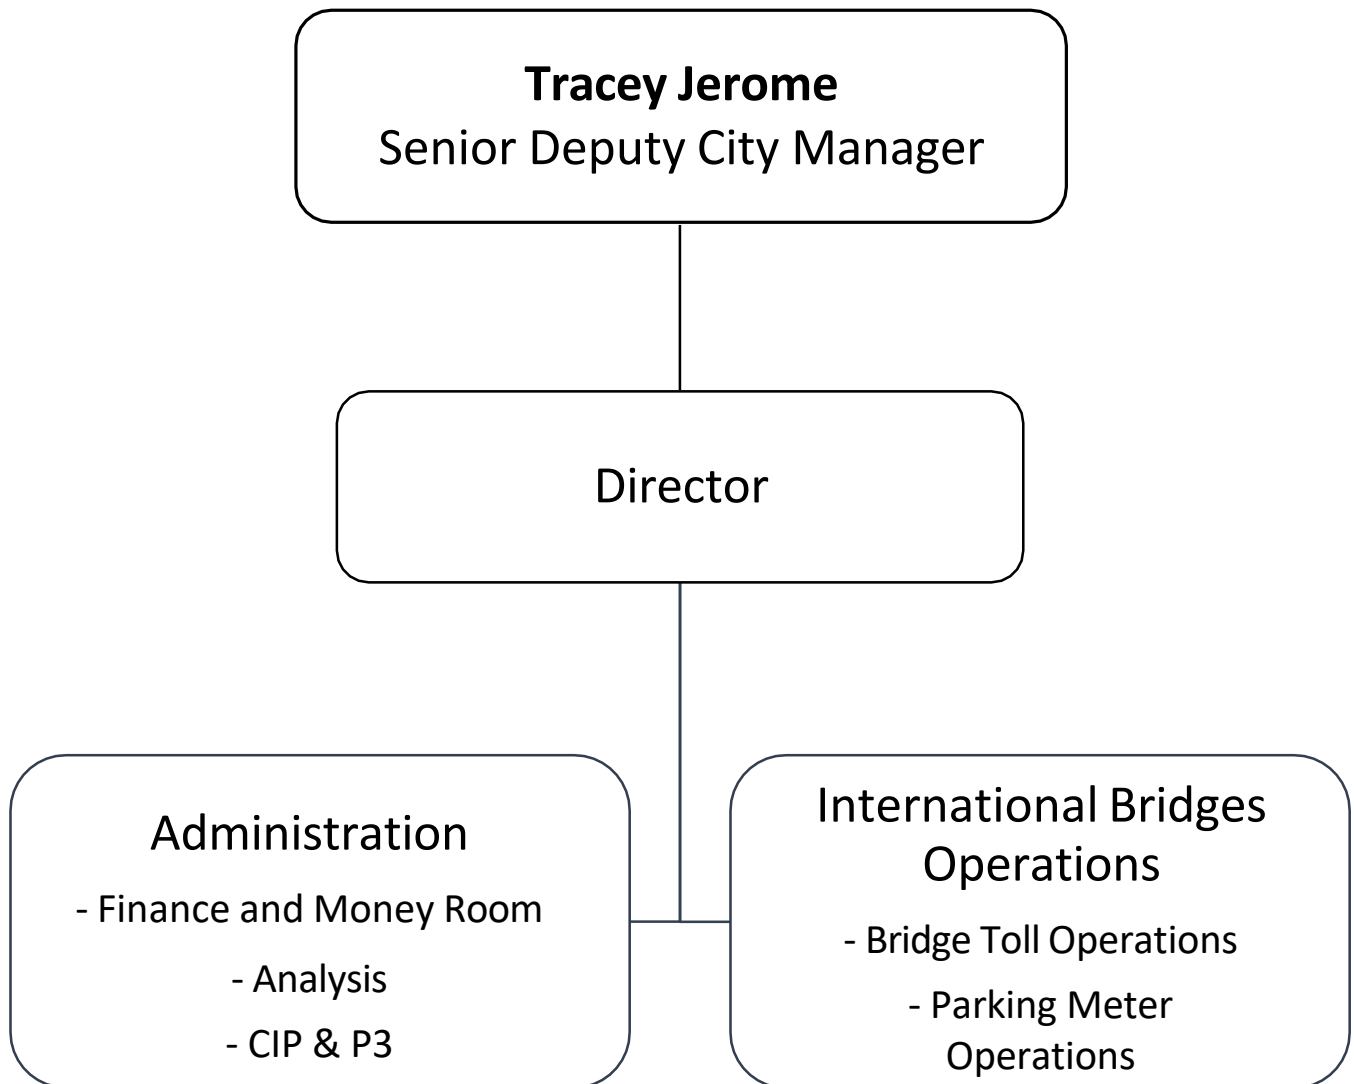 Tracey Jerome
Senior Deputy City Manager
Director
Administration
- Finance and Money Room
- Analysis
- CIP & P3
International Bridges
Operations
- Bridge Toll Operations
- Parking Meter
Operations